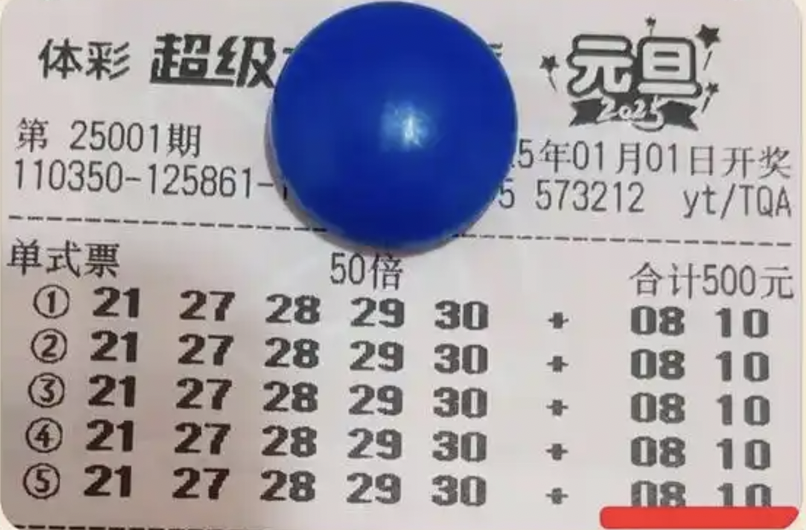 体彩 超级
元旦
2025
第 25001期
5年01月01日开奖
110350-125861-
5 573212 yt/TQA
单式票 50倍 合计500元
① 21 27 28 29 30 + 08 10
② 21 27 28 29 30 + 08 10
③ 21 27 28 29 30 + 08 10
④ 21 27 28 29 30 + 08 10
⑤ 21 27 28 29 30 + 08 10